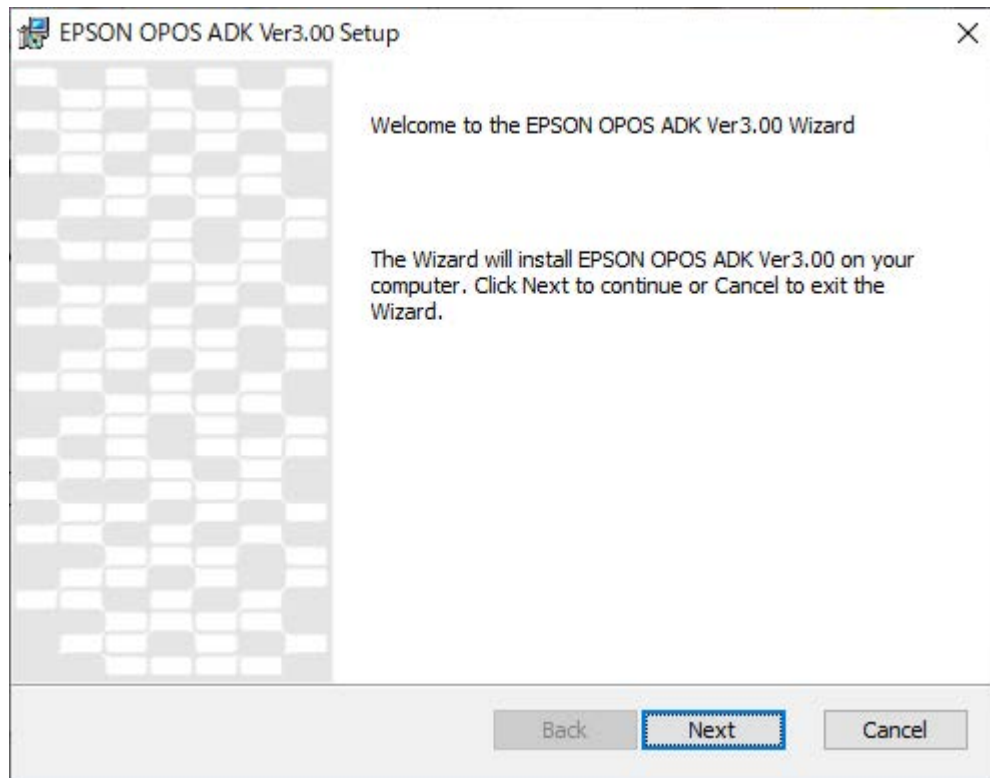 EPSON OPOS ADK Ver3.00 Setup
Welcome to the EPSON OPOS ADK Ver3.00 Wizard
The Wizard will install EPSON OPOS ADK Ver3.00 on your
computer. Click Next to continue or Cancel to exit the
Wizard.
Back Next Cancel